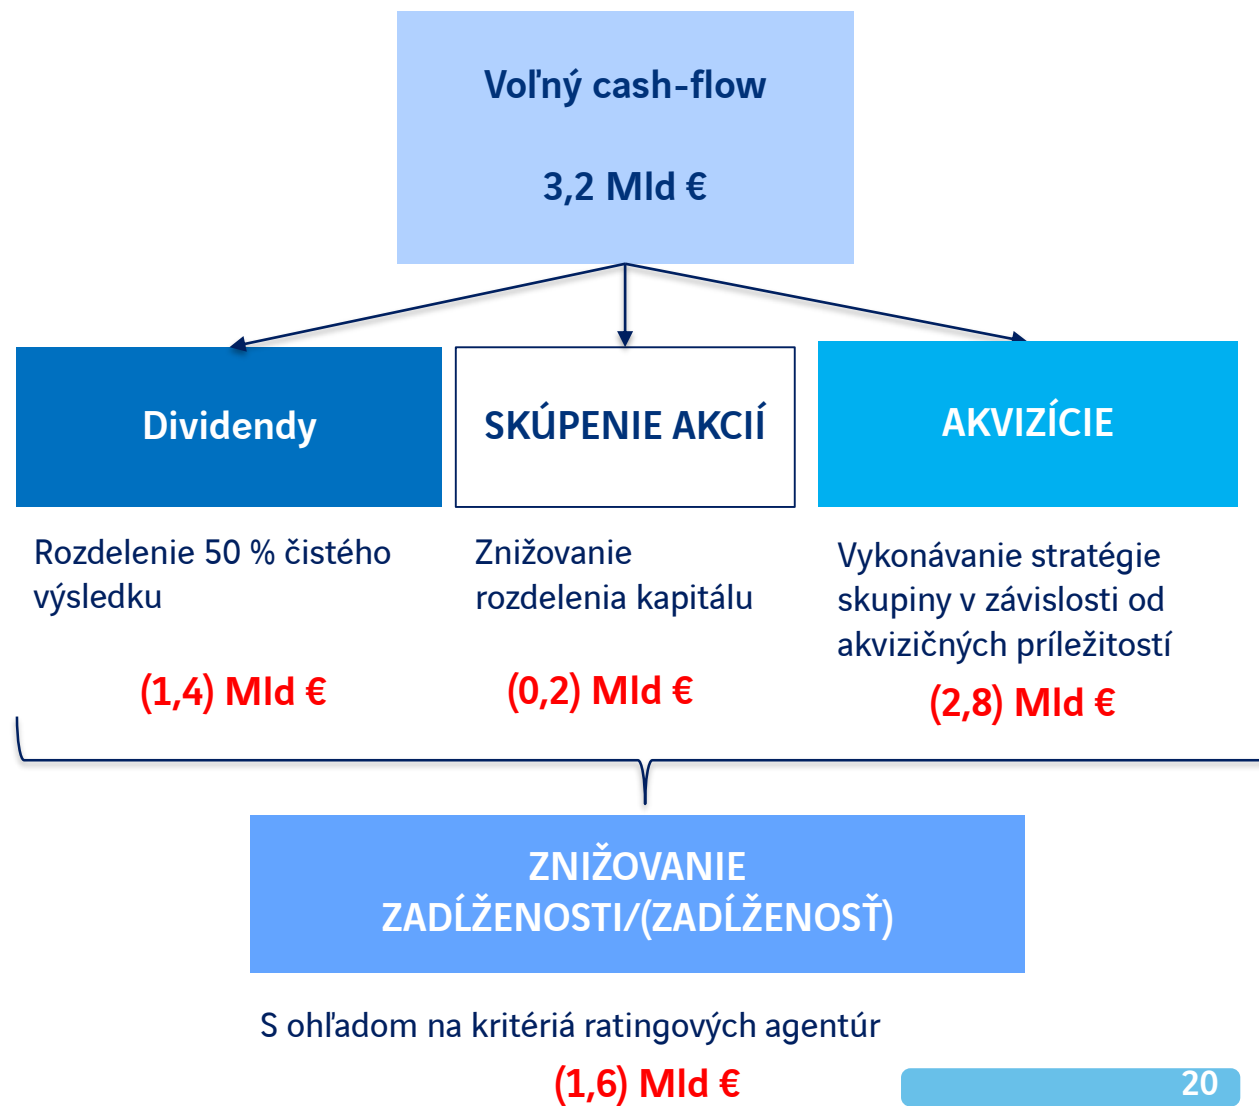 Voľný cash-flow
3,2 Mld €
Dividendy
SKÚPENIE AKCIÍ
AKVIZÍCIE
Rozdelenie 50 % čistého
výsledku
(1,4) Mld €
Znižovanie
rozdelenia kapitálu
(0,2) Mld €
Vykonávanie stratégie
skupiny v závislosti od
akvizičných príležitostí
(2,8) Mld €
ZNIŽOVANIE
ZADĹŽENOSTI/(ZADĹŽENOSŤ)
S ohľadom na kritériá ratingových agentúr
(1,6) Mld €
20